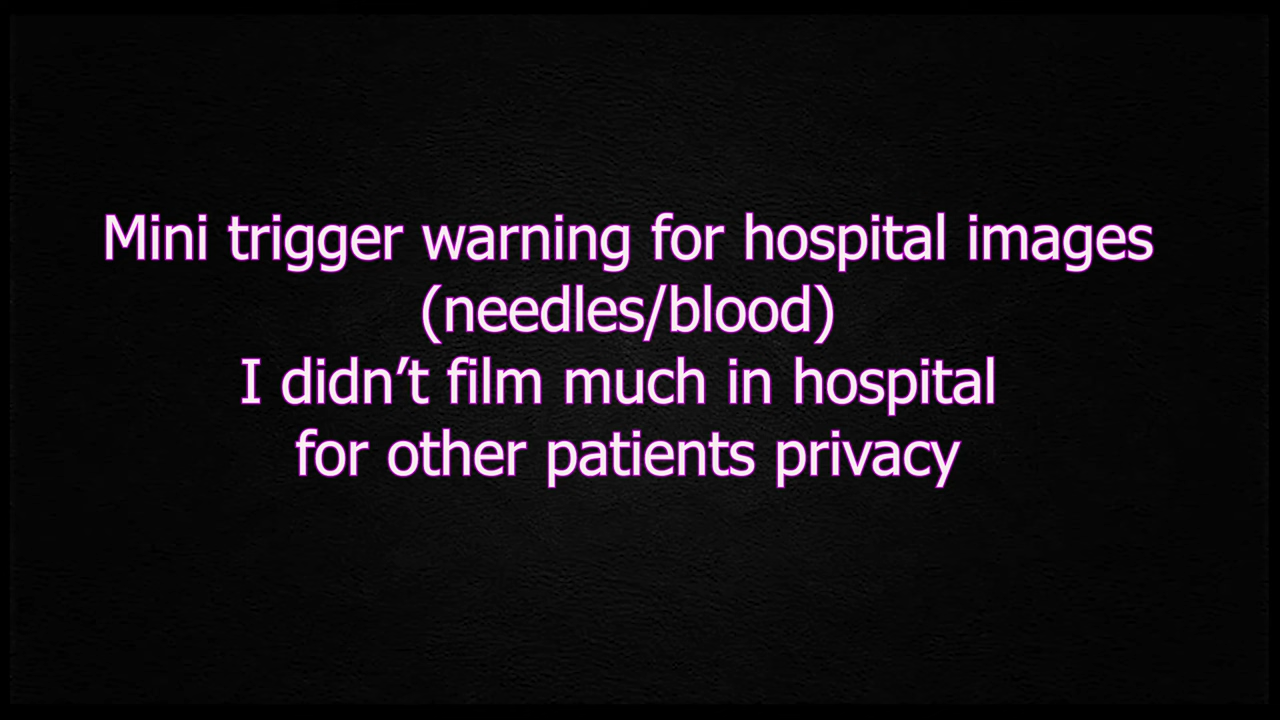 Mini trigger warning for hospital images
(needles/blood)
I didn’t film much in hospital
for other patients privacy